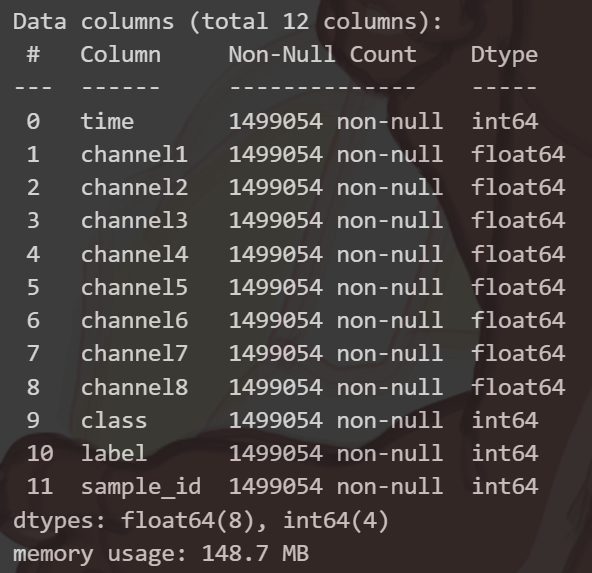 Data columns (total 12 columns):
 #   Column     Non-Null Count    Dtype
---  ------     --------------    -----
 0   time       1499054 non-null  int64
 1   channel1   1499054 non-null  float64
 2   channel2   1499054 non-null  float64
 3   channel3   1499054 non-null  float64
 4   channel4   1499054 non-null  float64
 5   channel5   1499054 non-null  float64
 6   channel6   1499054 non-null  float64
 7   channel7   1499054 non-null  float64
 8   channel8   1499054 non-null  float64
 9   class      1499054 non-null  int64
 10  label      1499054 non-null  int64
 11  sample_id  1499054 non-null  int64
dtypes: float64(8), int64(4)
memory usage: 148.7 MB